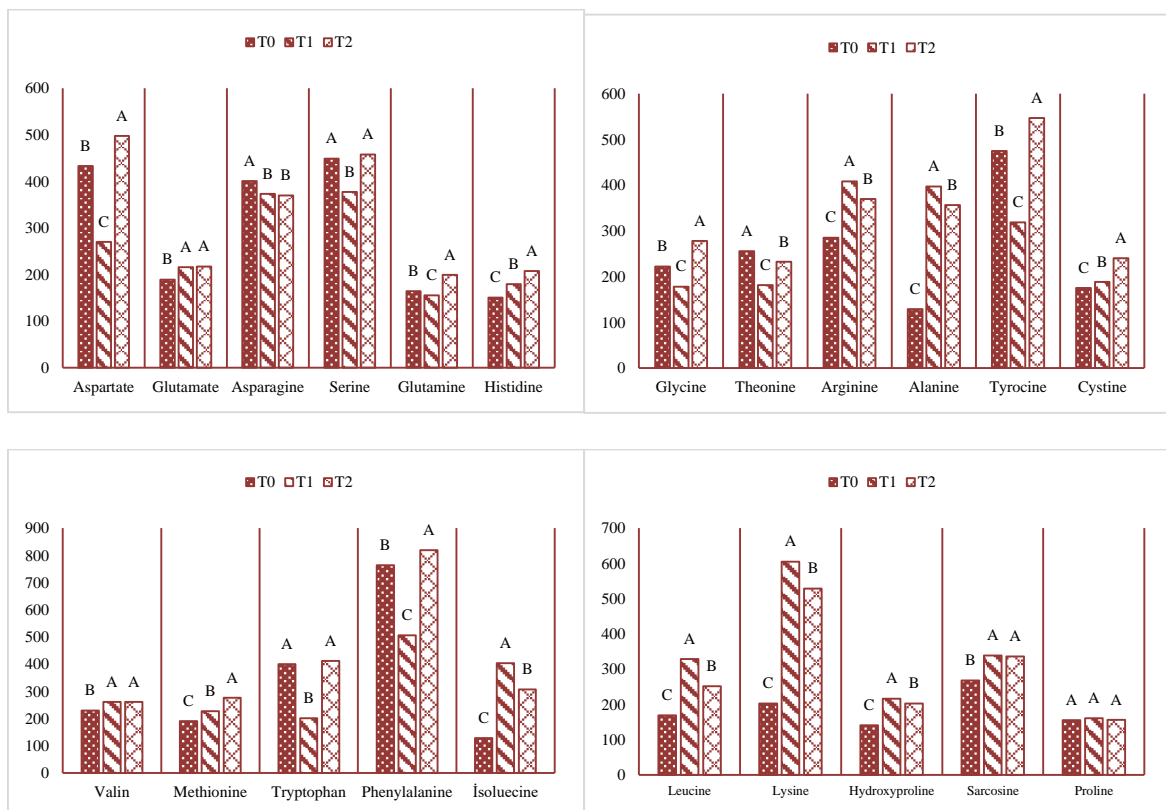 T0 T1 T2
600
500
400
300
200
100
0
B C A
B A A
A B B
A B A
B C A
C B A
Aspartate Glutamate Asparagine Serine Glutamine Histidine
T0 T1 T2
600
500
400
300
200
100
0
B C A
A C B
C A B
C A B
B C A
C B A
Glycine Theonine Arginine Alanine Tyrocine Cystine
T0 T1 T2
900
800
700
600
500
400
300
200
100
0
B A A
C B A
A B A
B C A
C A B
Valin Methionine Tryptophan Phenylalanine İsoluecine
T0 T1 T2
700
600
500
400
300
200
100
0
C A B
C A B
C A B
B A A
A A A
Leucine Lysine Hydroxyproline Sarcosine Proline